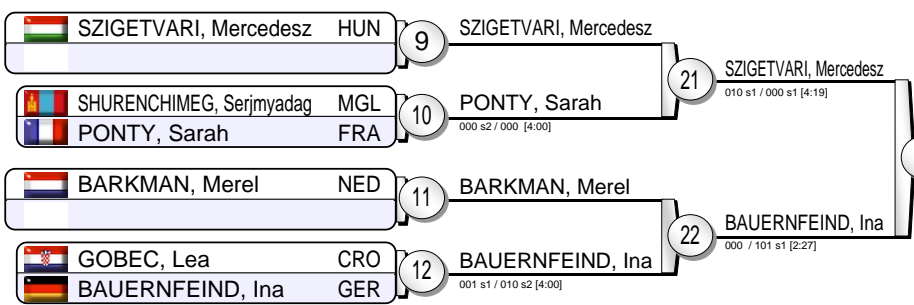 SZIGETVARI, Mercedesz HUN
9
SZIGETVARI, Mercedesz
SHURENCHIMEG, Serjmyadag MGL
PONTY, Sarah FRA
10
PONTY, Sarah
000 s2 / 000 [4:00]
21
SZIGETVARI, Mercedesz
010 s1 / 000 s1 [4:19]
BARKMAN, Merel NED
11
BARKMAN, Merel
GOBEC, Lea CRO
BAUERNFEIND, Ina GER
12
BAUERNFEIND, Ina
001 s1 / 010 s2 [4:00]
22
BAUERNFEIND, Ina
000 / 101 s1 [2:27]